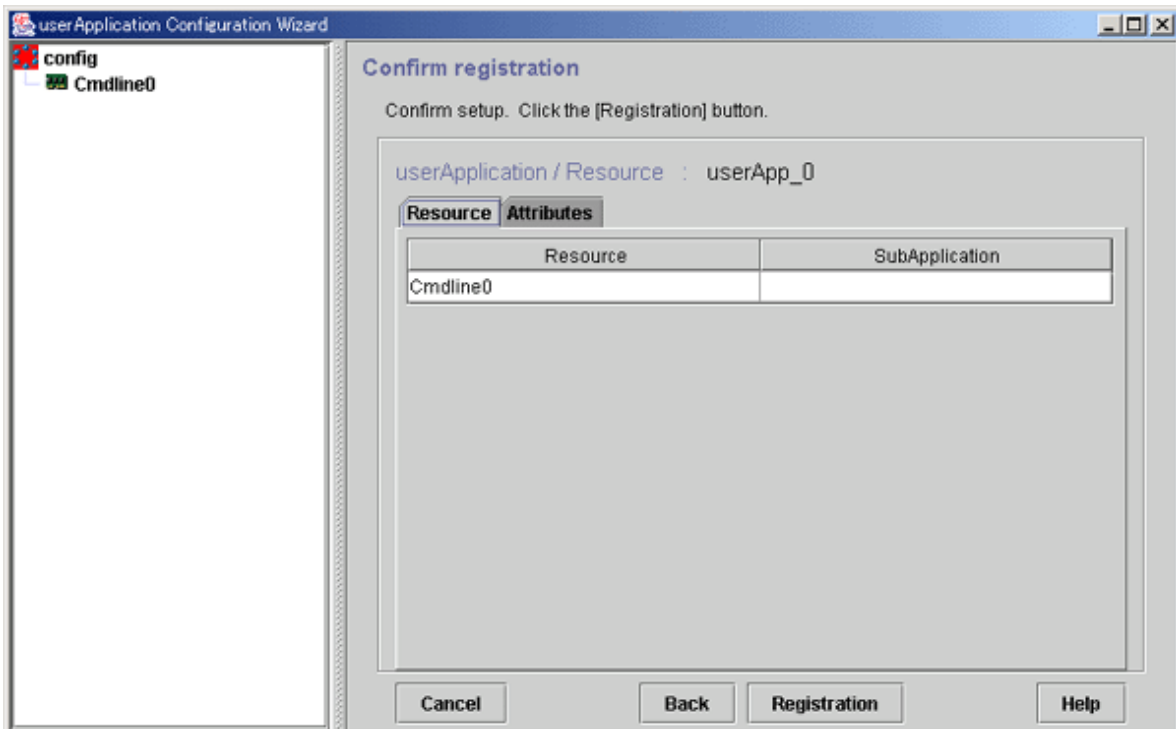 userApplication Configuration Wizard
config
Cmdline0
Confirm registration
Confirm setup. Click the [Registration] button.
userApplication / Resource : userApp_0
Resource Attributes
Resource SubApplication
Cmdline0
Cancel Back Registration Help